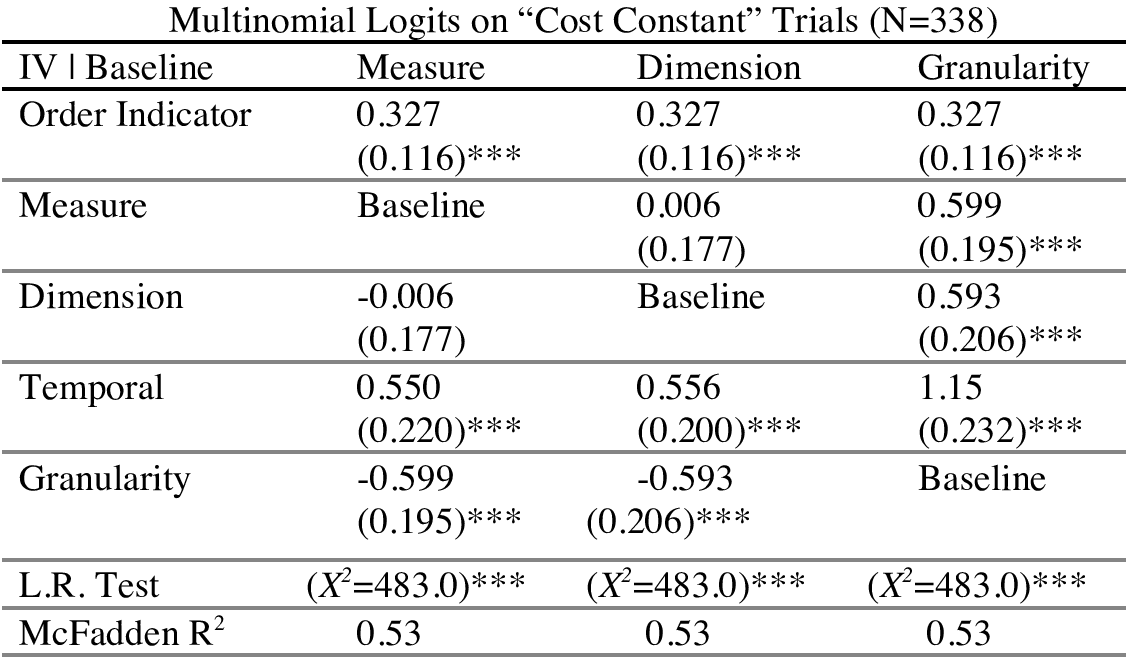 Multinomial Logits on “Cost Constant” Trials (N=338)
IV | Baseline Measure Dimension Granularity
Order Indicator 0.327 0.327 0.327
(0.116)*** (0.116)*** (0.116)***
Measure Baseline 0.006 0.599
(0.177) (0.195)***
Dimension -0.006 Baseline 0.593
(0.177) (0.206)***
Temporal 0.550 0.556 1.15
(0.220)*** (0.200)*** (0.232)***
Granularity -0.599 -0.593 Baseline
(0.195)*** (0.206)***
L.R. Test (X²=483.0)*** (X²=483.0)*** (X²=483.0)***
McFadden R² 0.53 0.53 0.53